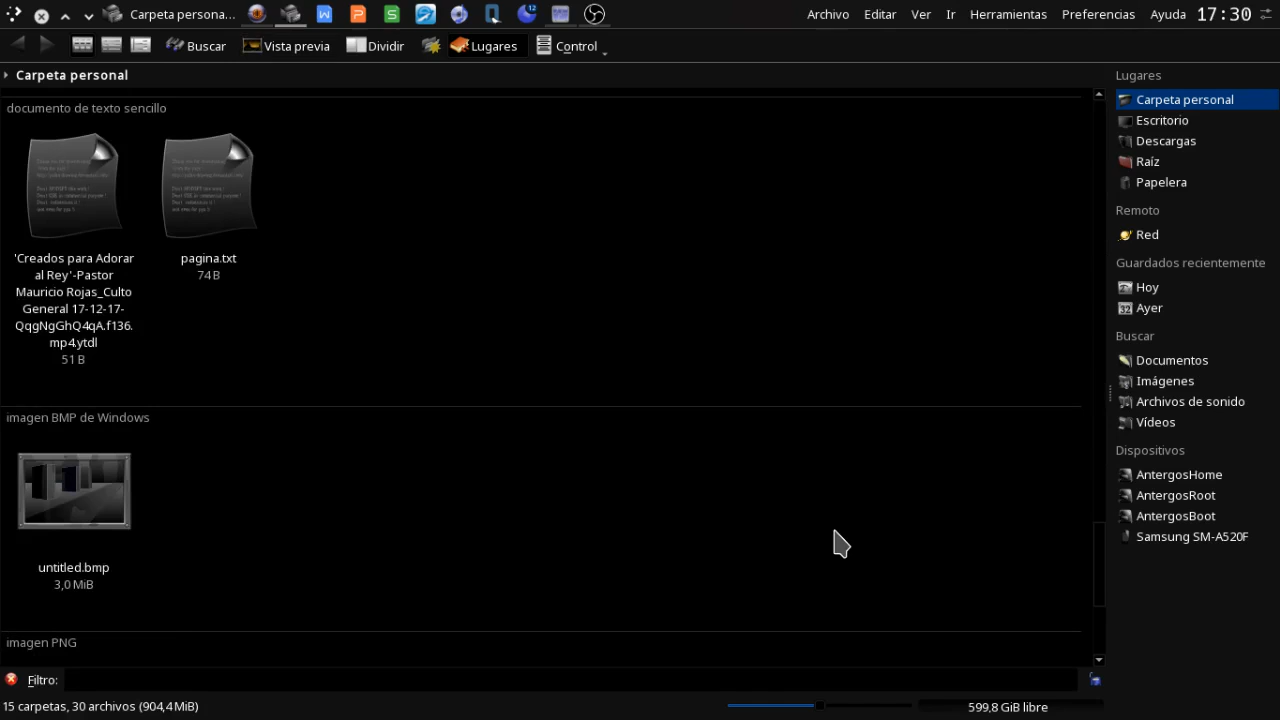 Carpeta persona...
12
Archivo Editar Ver Ir Herramientas Preferencias Ayuda 17:30
Buscar Vista previa Dividir Lugares Control
Carpeta personal
documento de texto sencillo
'Creados para Adorar
al Rey'-Pastor
Mauricio Rojas_Culto
General 17-12-17-
QqgNgGhQ4qA.f136.
mp4.ytdl
51 B
pagina.txt
74 B
imagen BMP de Windows
untitled.bmp
3,0 MiB
imagen PNG
Filtro:
15 carpetas, 30 archivos (904,4 MiB)
599,8 GiB libre
Lugares
Carpeta personal
Escritorio
Descargas
Raíz
Papelera
Remoto
Red
Guardados recientemente
Hoy
32 Ayer
Buscar
Documentos
Imágenes
Archivos de sonido
Vídeos
Dispositivos
AntergosHome
AntergosRoot
AntergosBoot
Samsung SM-A520F